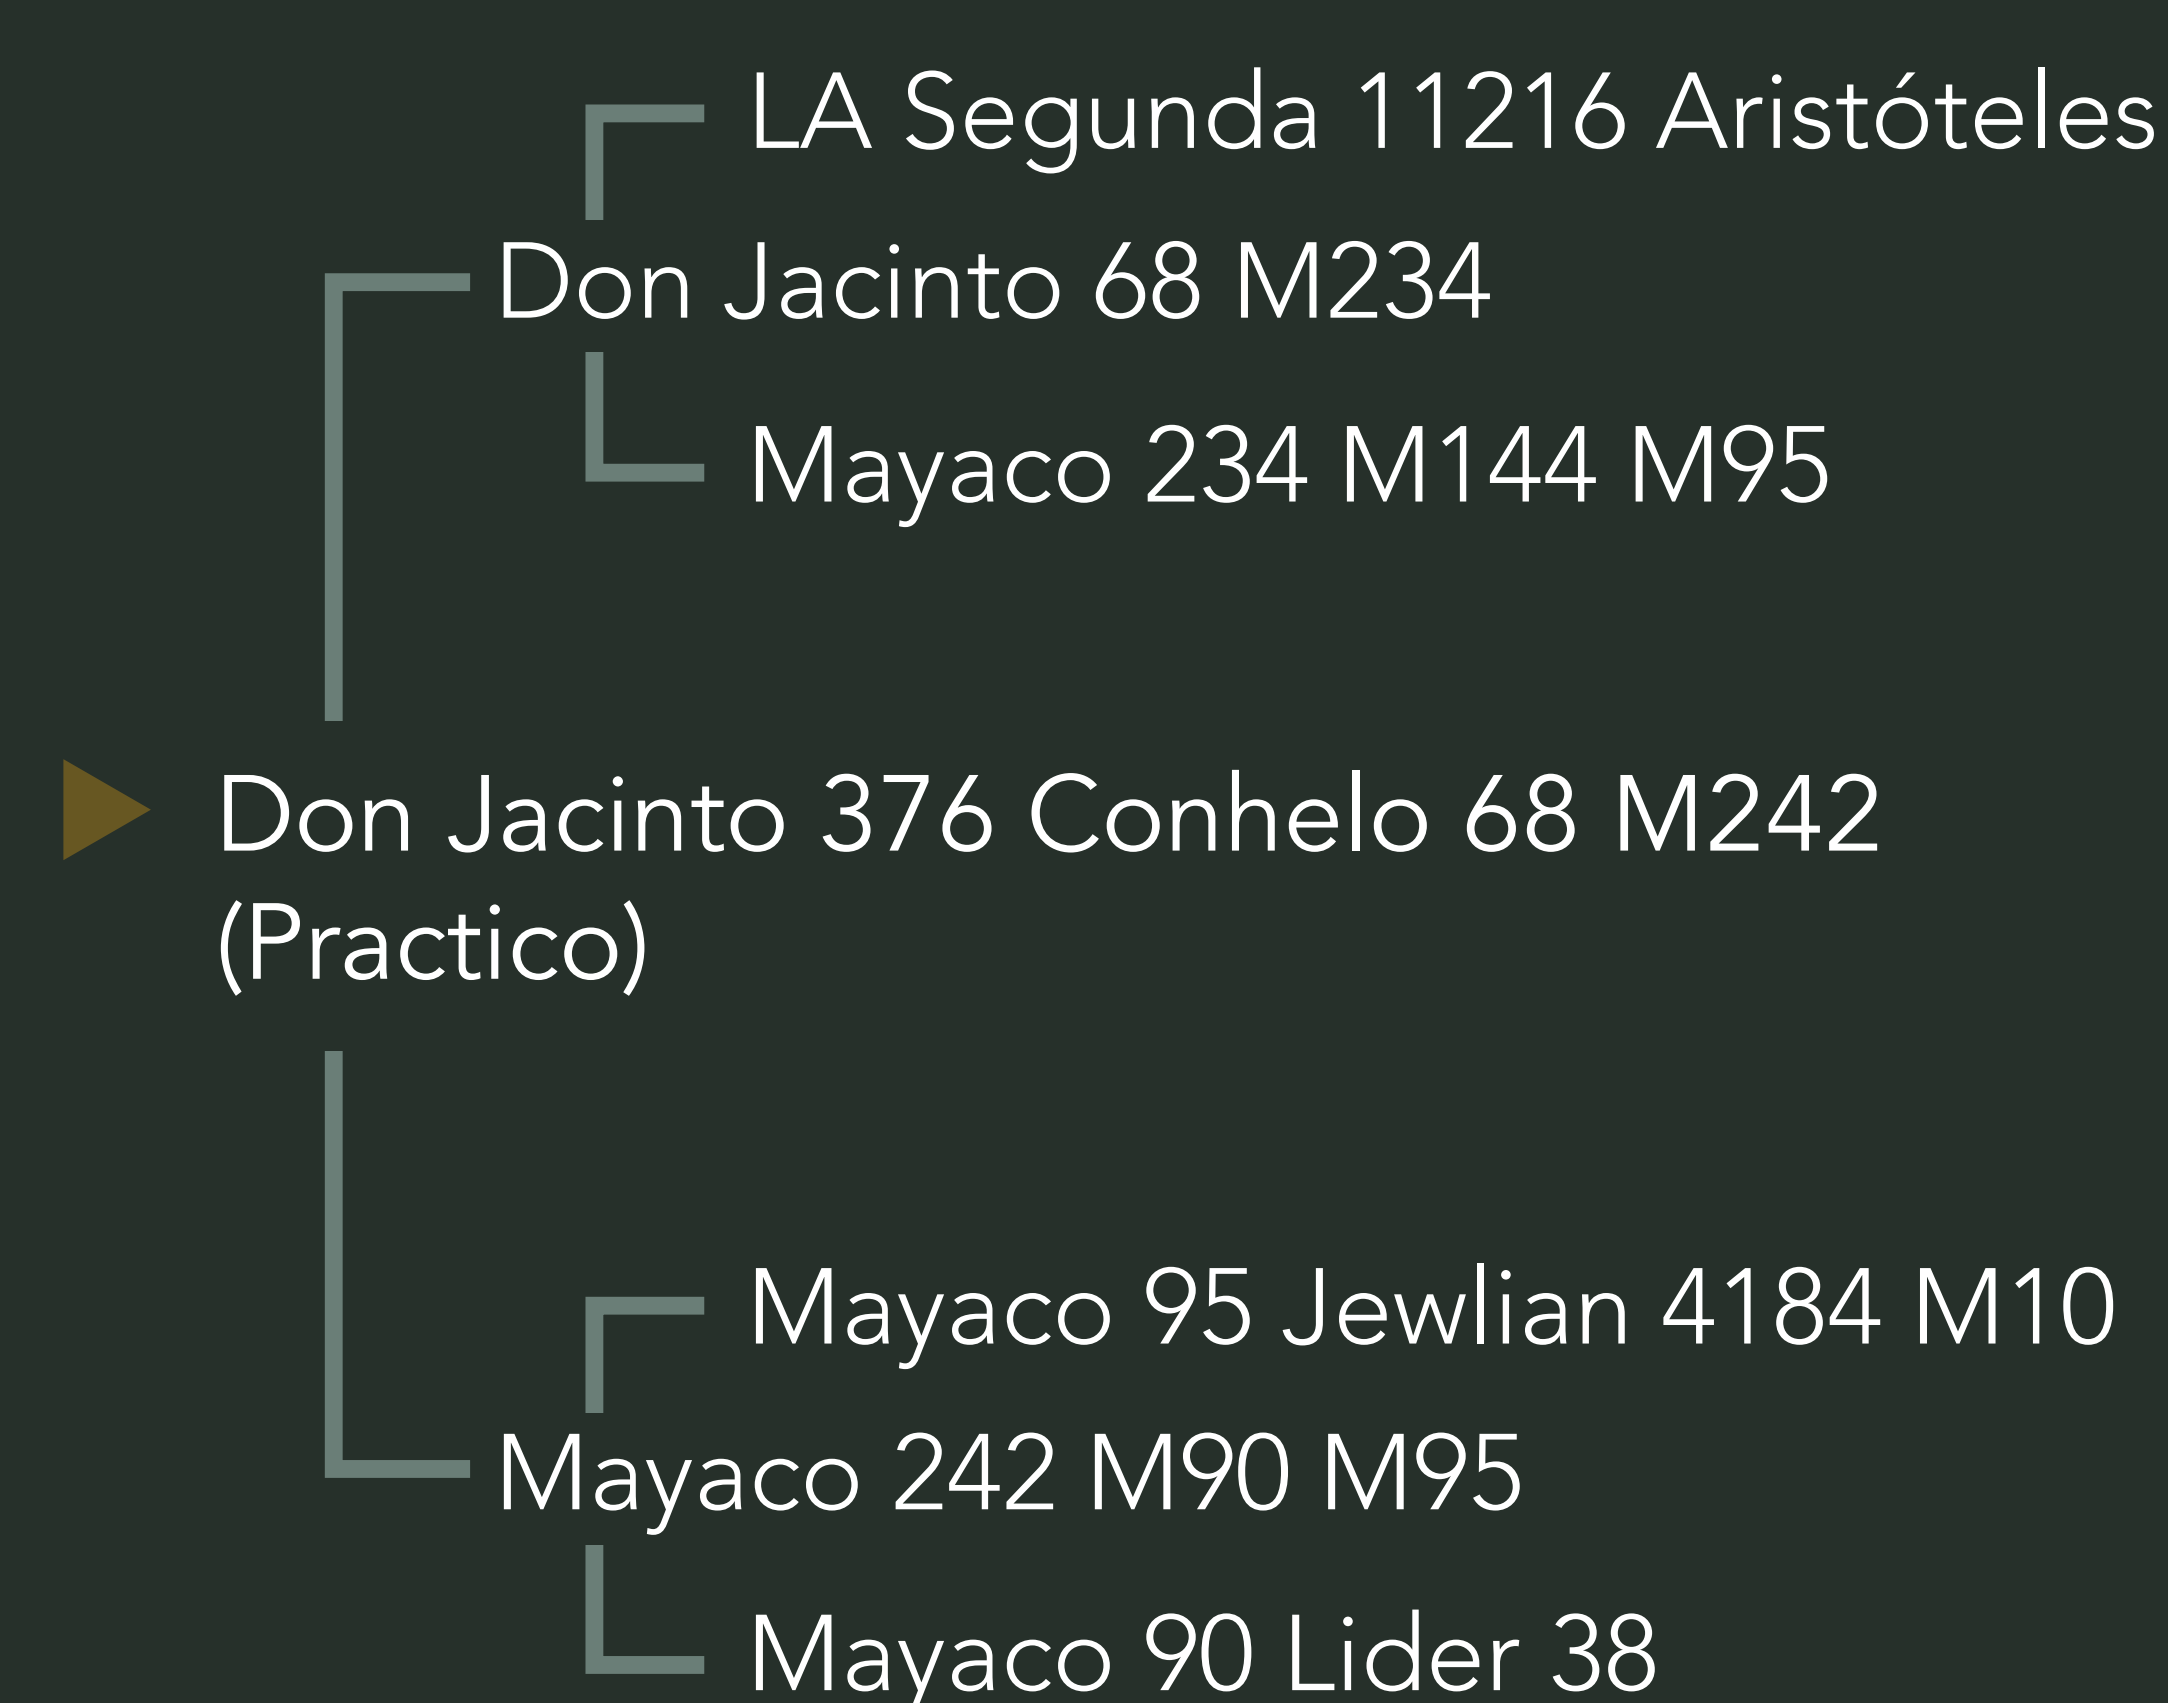 LA Segunda 11216 Aristóteles
Don Jacinto 68 M234
Mayaco 234 M144 M95
Don Jacinto 376 Conhelo 68 M242
(Practico)
Mayaco 95 Jewlian 4184 M10
Mayaco 242 M90 M95
Mayaco 90 Lider 38